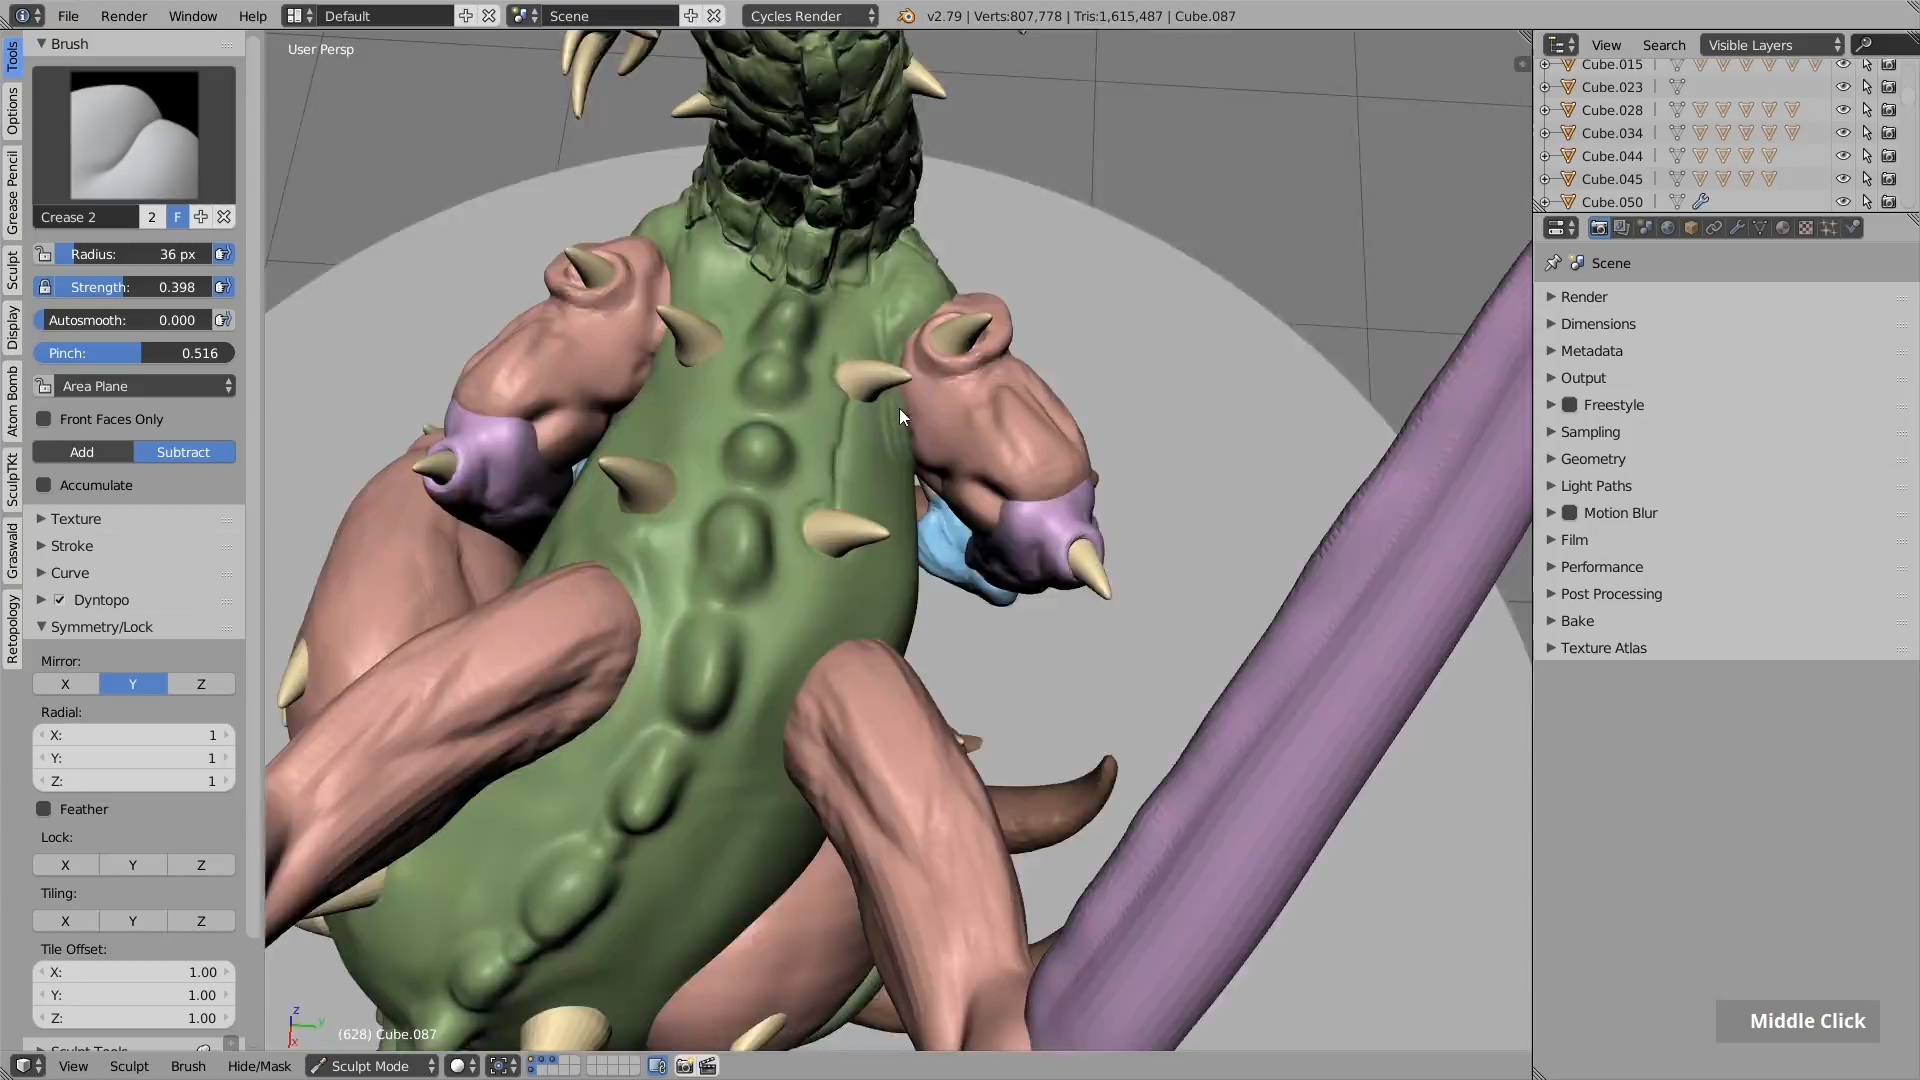 File Render Window Help Default Scene Cycles Render v2.79 | Verts:807,778 | Tris:1,615,487 | Cube.087
Tools
Options
Grease Pencil
Sculpt
Display
Atom Bomb
SculpTKt
Graswald
Retopology
Brush
Crease 2 2 F
Radius: 36 px
Strength: 0.398
Autosmooth: 0.000
Pinch: 0.516
Area Plane
Front Faces Only
Add Subtract
Accumulate
Texture
Stroke
Curve
Dyntopo
Symmetry/Lock
Mirror:
X Y Z
Radial:
X: 1
Y: 1
Z: 1
Feather
Lock:
X Y Z
Tiling:
X Y Z
Tile Offset:
X: 1.00
Y: 1.00
Z: 1.00
User Persp
z
y
x
(628) Cube.087
View Sculpt Brush Hide/Mask Sculpt Mode
View Search Visible Layers
Cube.015
Cube.023
Cube.028
Cube.034
Cube.044
Cube.045
Cube.050
Scene
Render
Dimensions
Metadata
Output
Freestyle
Sampling
Geometry
Light Paths
Motion Blur
Film
Performance
Post Processing
Bake
Texture Atlas
Middle Click